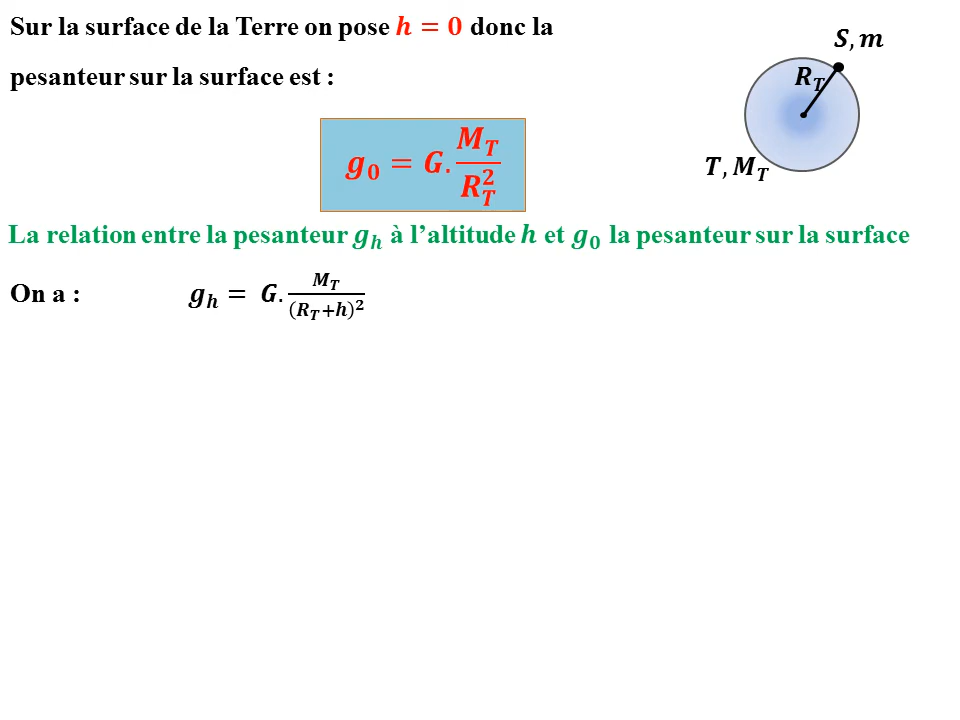 Sur la surface de la Terre on pose h = 0 donc la
pesanteur sur la surface est :
S, m
R_T
T, M_T
g_0 = G. M_T / R_T^2
La relation entre la pesanteur g_h à l’altitude h et g_0 la pesanteur sur la surface
On a : g_h = G. M_T / (R_T+h)^2